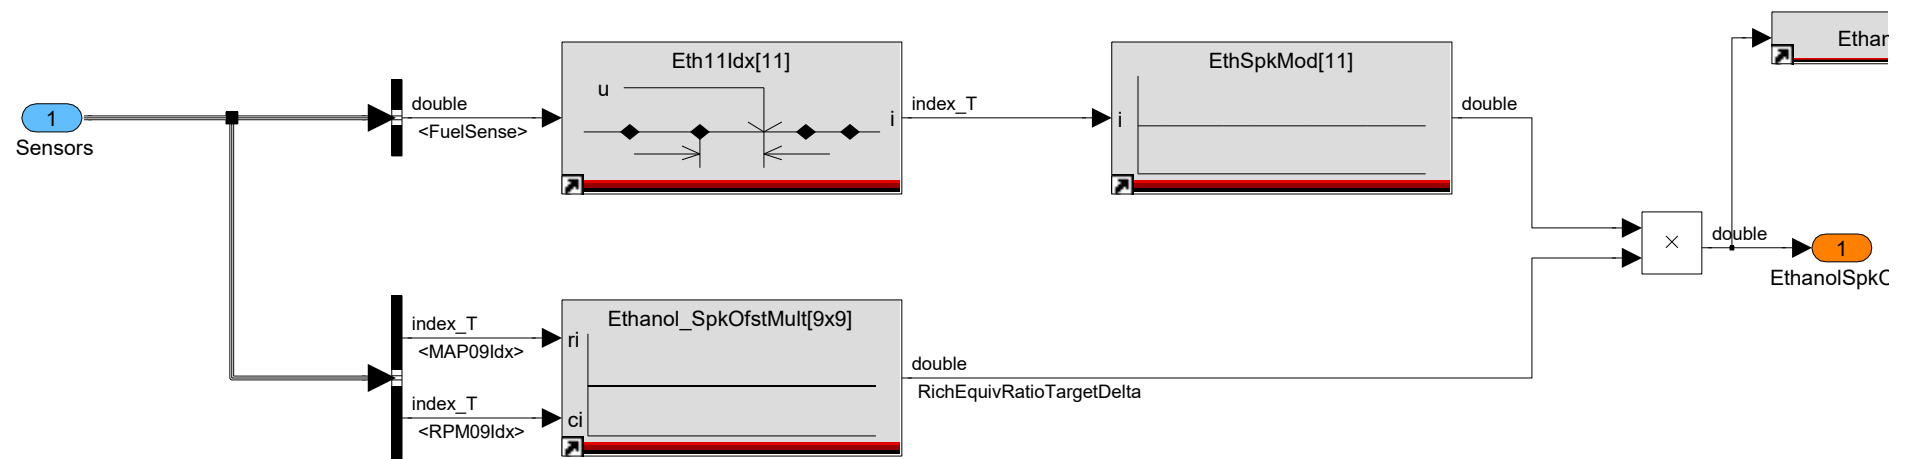 Ethar
Eth11Idx[11]
EthSpkMod[11]
u
double
index_T
double
1
i
i
<FuelSense>
Sensors
×
double
1
EthanolSpkC
index_T
Ethanol_SpkOfstMult[9x9]
ri
<MAP09Idx>
double
RichEquivRatioTargetDelta
index_T
ci
<RPM09Idx>